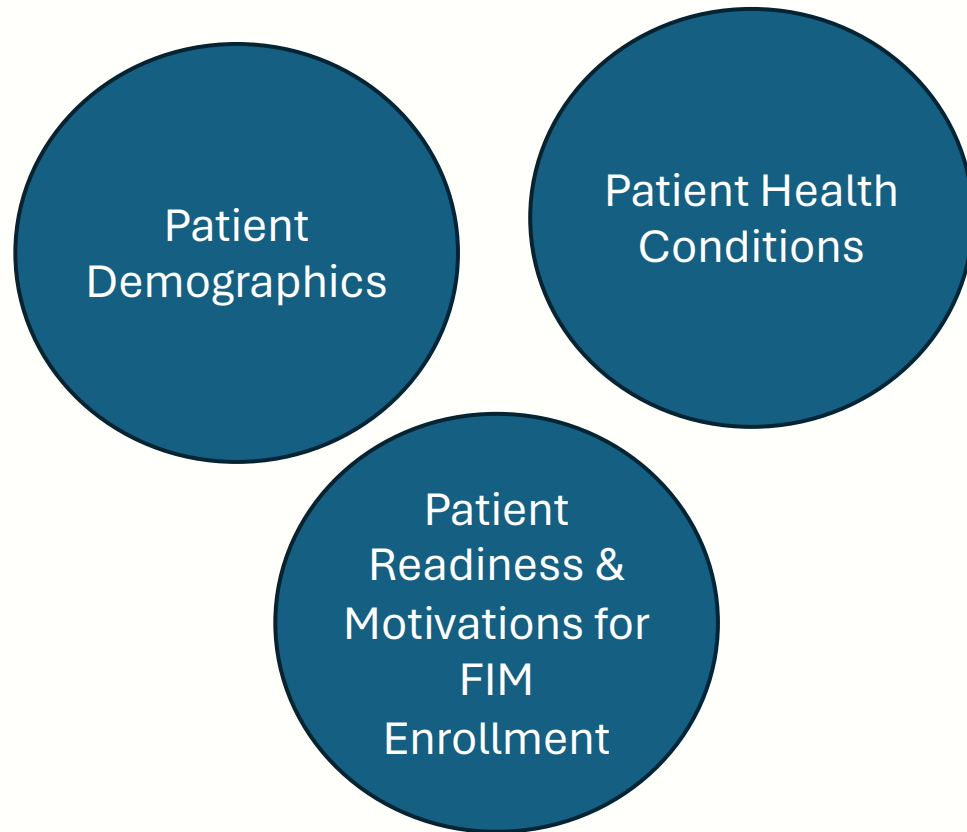 Patient
Demographics
Patient Health
Conditions
Patient
Readiness &
Motivations for
FIM
Enrollment